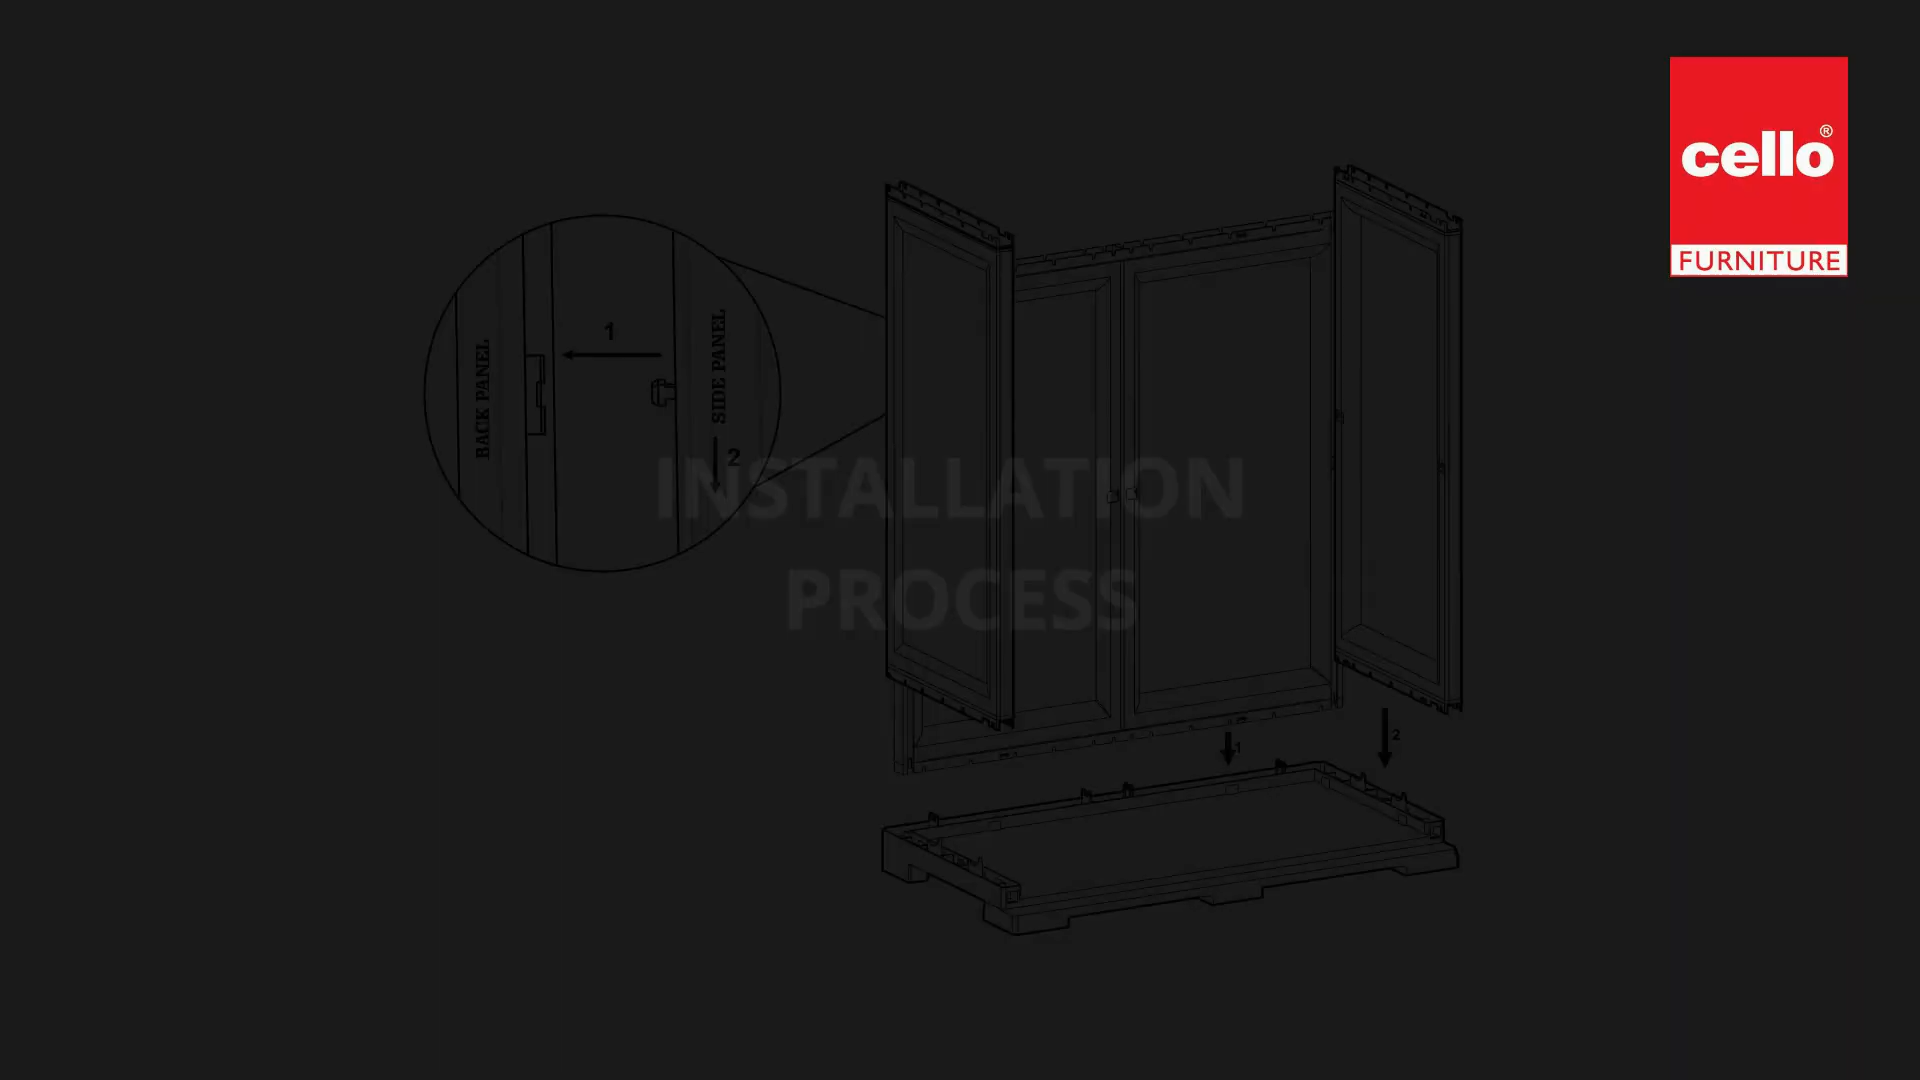 cello®
FURNITURE
BACK PANEL
1
SIDE PANEL
2
INSTALLATION
PROCESS
1
2